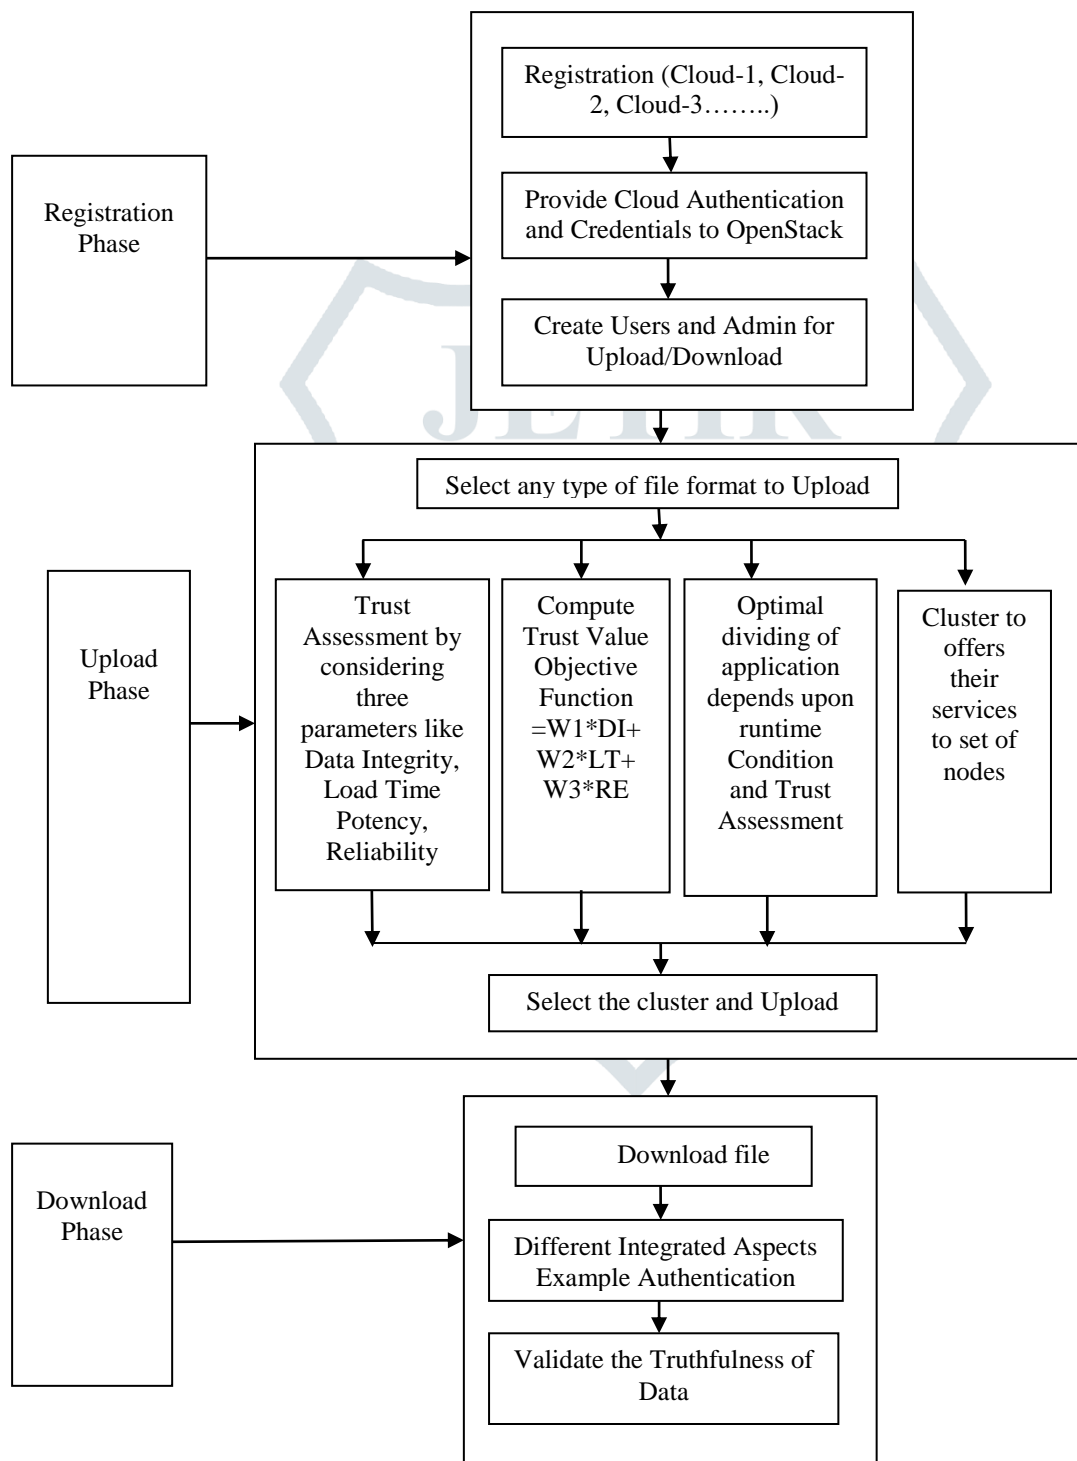 Registration (Cloud-1, Cloud-
2, Cloud-3……..)
Registration
Phase
Provide Cloud Authentication
and Credentials to OpenStack
Create Users and Admin for
Upload/Download
JETIR
Select any type of file format to Upload
Upload
Phase
Trust
Assessment by
considering
three
parameters like
Data Integrity,
Load Time
Potency,
Reliability
Compute
Trust Value
Objective
Function
=W1*DI+
W2*LT+
W3*RE
Optimal
dividing of
application
depends upon
runtime
Condition
and Trust
Assessment
Cluster to
offers
their
services
to set of
nodes
Select the cluster and Upload
Download
Phase
Download file
Different Integrated Aspects
Example Authentication
Validate the Truthfulness of
Data